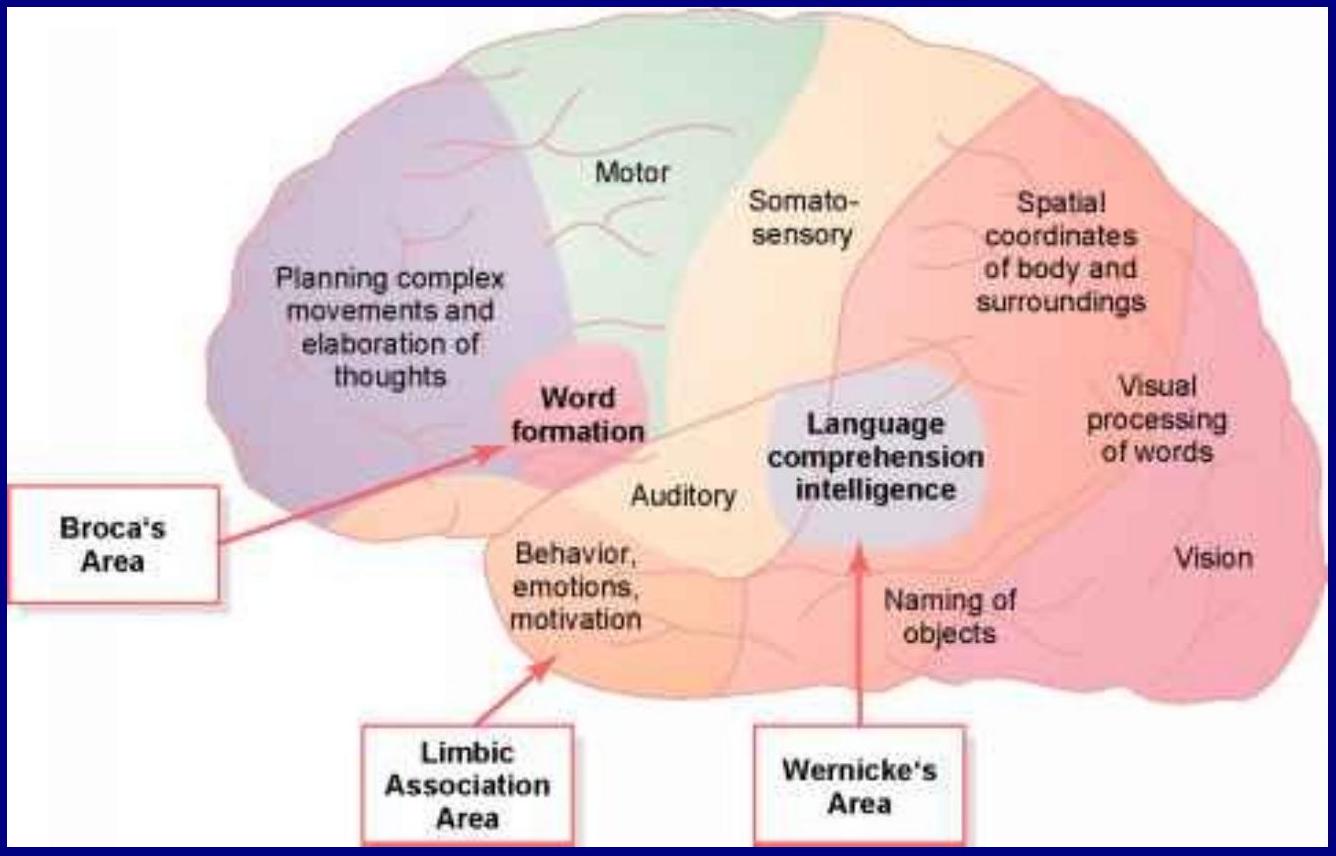 Motor
Somato-
sensory
Spatial
coordinates
of body and
surroundings
Planning complex
movements and
elaboration of
thoughts
Word
formation
Visual
processing
of words
Language
comprehension
intelligence
Auditory
Broca‘s
Area
Behavior,
emotions,
motivation
Vision
Naming of
objects
Limbic
Association
Area
Wernicke‘s
Area